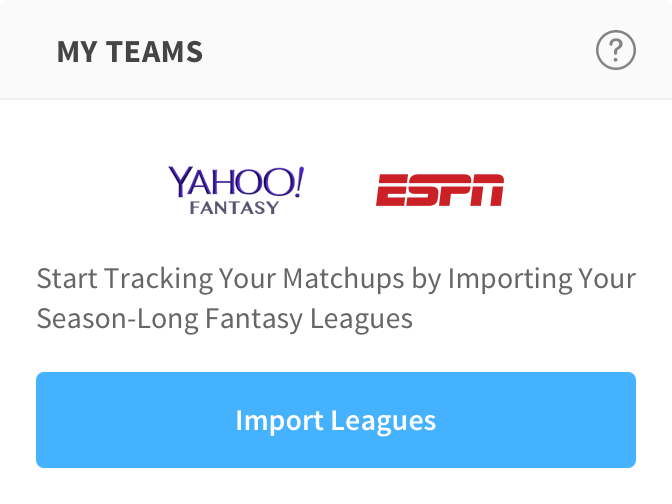 MY TEAMS
?
YAHOO!
FANTASY
ESPN
Start Tracking Your Matchups by Importing Your
Season-Long Fantasy Leagues
Import Leagues